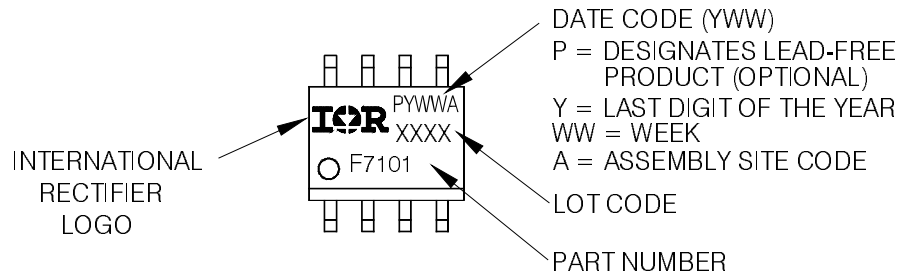 DATE CODE (YWW)
P = DESIGNATES LEAD-FREE
PRODUCT (OPTIONAL)
Y = LAST DIGIT OF THE YEAR
WW = WEEK
A = ASSEMBLY SITE CODE
LOT CODE
PART NUMBER
INTERNATIONAL
RECTIFIER
LOGO
IOR
PYWWA
XXXX
F7101